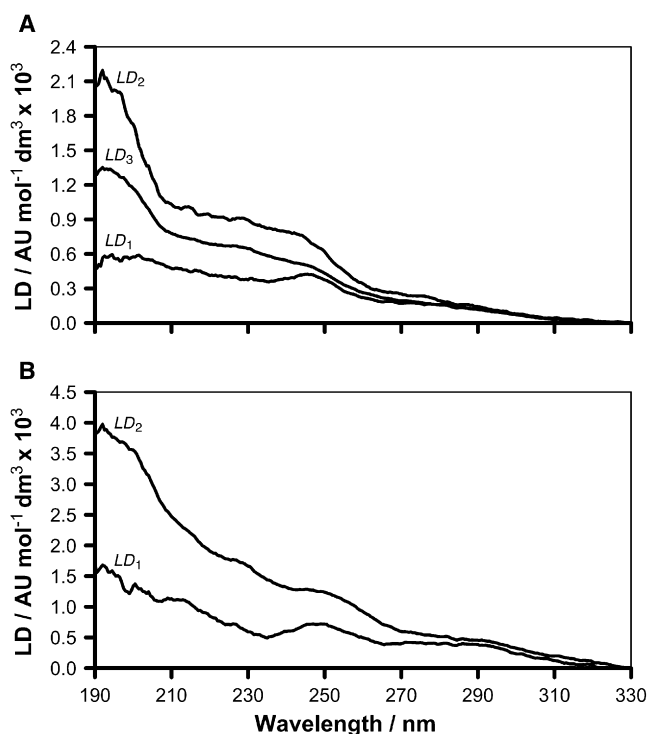 A
LD / AU mol⁻¹ dm³ x 10³
2.4
2.1
1.8
1.5
1.2
0.9
0.6
0.3
0.0
LD₂
LD₃
LD₁
B
LD / AU mol⁻¹ dm³ x 10³
4.5
4.0
3.5
3.0
2.5
2.0
1.5
1.0
0.5
0.0
LD₂
LD₁
190 210 230 250 270 290 310 330
Wavelength / nm